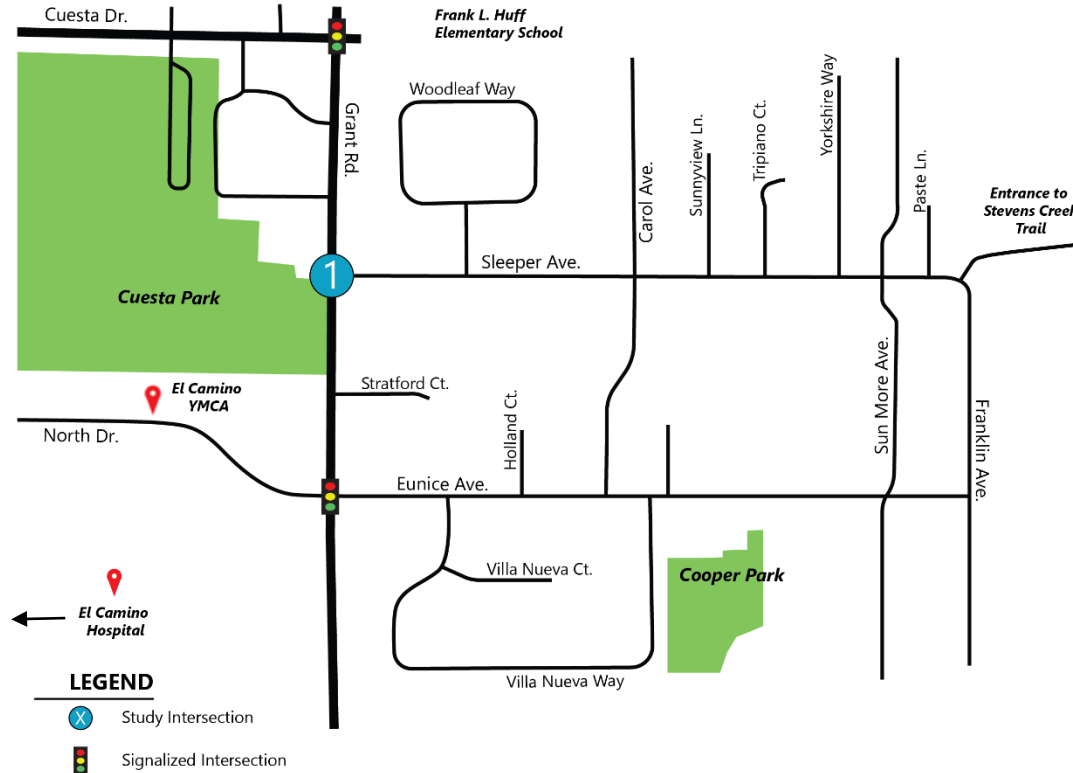 Cuesta Dr.
Frank L. Huff
Elementary School
Grant Rd.
Woodleaf Way
Carol Ave.
Sunnyview Ln.
Tripiano Ct.
Yorkshire Way
Paste Ln.
Entrance to
Stevens Creek
Trail
1
Sleeper Ave.
Cuesta Park
El Camino
YMCA
Stratford Ct.
North Dr.
Holland Ct.
Sun More Ave.
Franklin Ave.
Eunice Ave.
Villa Nueva Ct.
Cooper Park
El Camino
Hospital
Villa Nueva Way
LEGEND
X
Study Intersection
Signalized Intersection